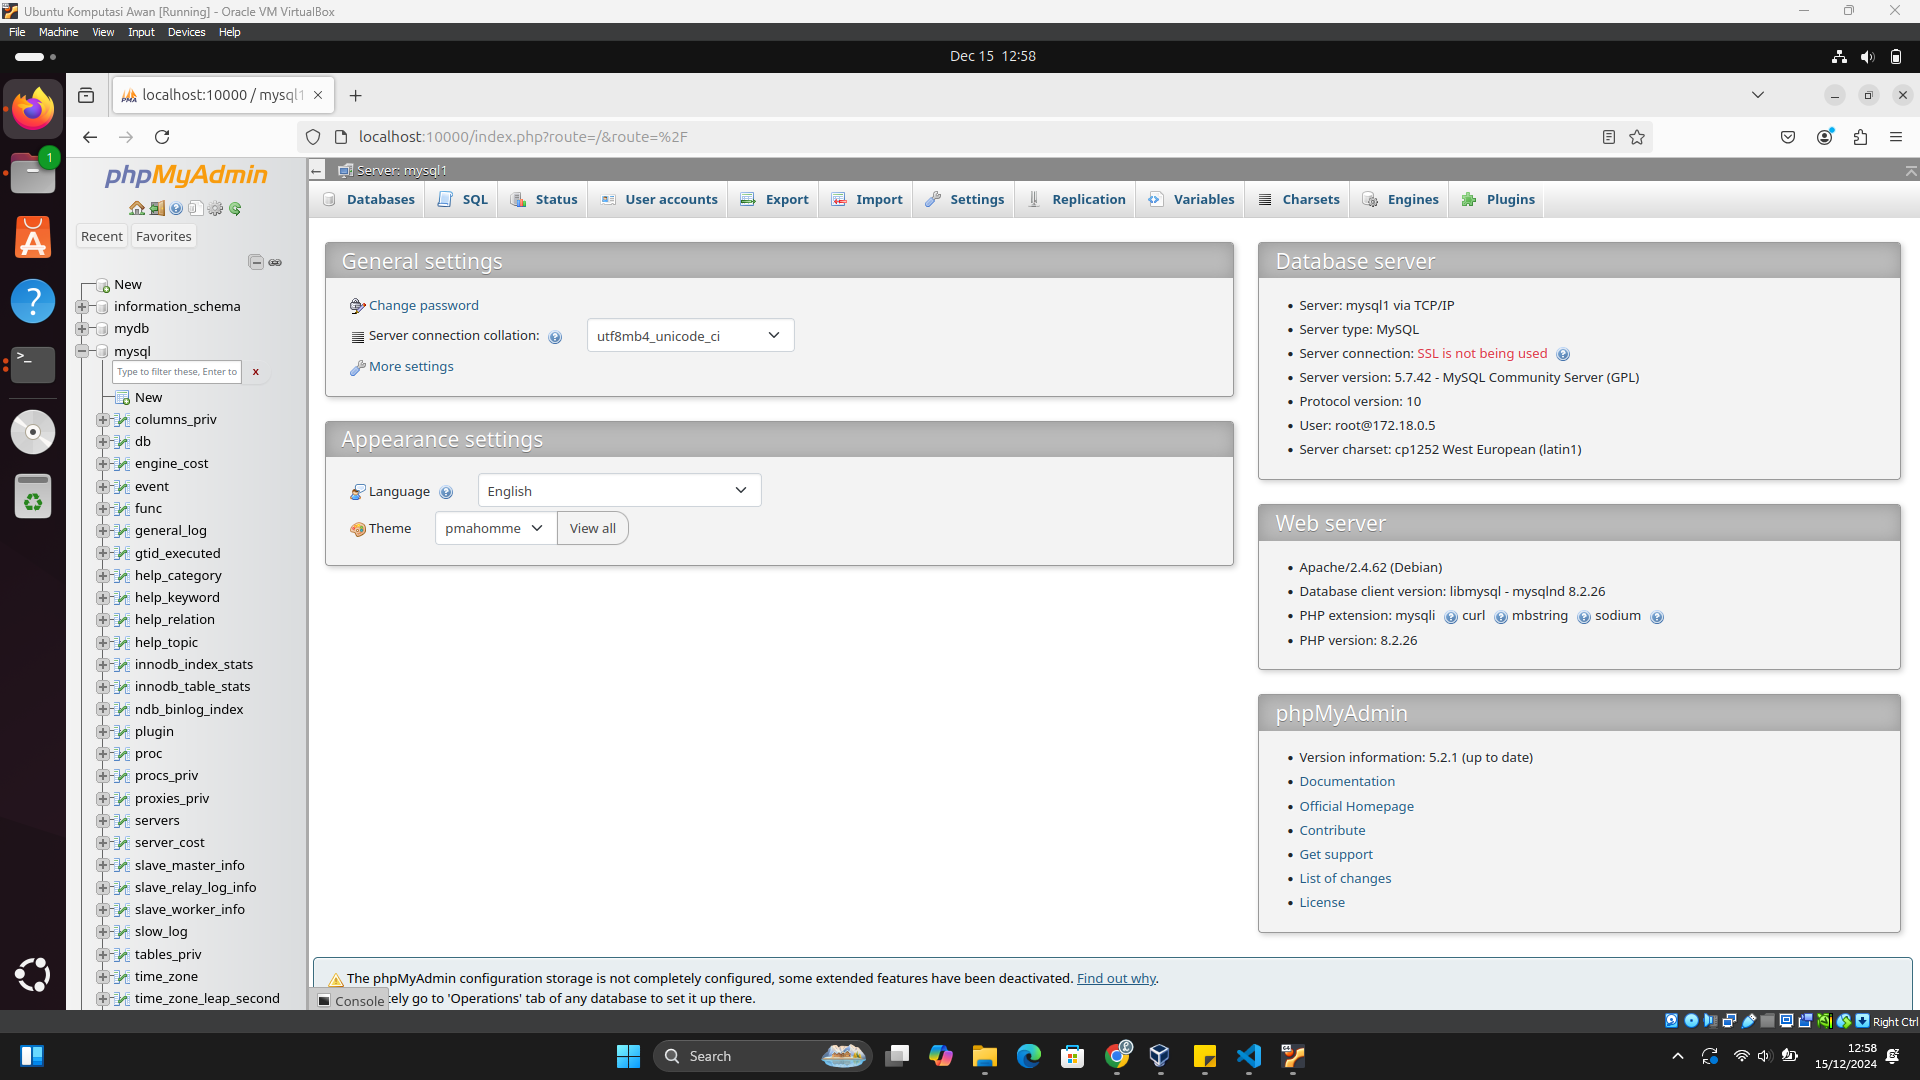 Ubuntu Komputasi Awan [Running] - Oracle VM VirtualBox
File Machine View Input Devices Help
Dec 15 12:58
1
PMA localhost:10000 / mysql1
localhost:10000/index.php?route=/&route=%2F
phpMyAdmin
Recent Favorites
New
information_schema
mydb
mysql
Type to filter these, Enter to X
New
columns_priv
db
engine_cost
event
func
general_log
gtid_executed
help_category
help_keyword
help_relation
help_topic
innodb_index_stats
innodb_table_stats
ndb_binlog_index
plugin
proc
procs_priv
proxies_priv
servers
server_cost
slave_master_info
slave_relay_log_info
slave_worker_info
slow_log
tables_priv
time_zone
time_zone_leap_second
Server: mysql1
Databases SQL Status User accounts Export Import Settings Replication Variables Charsets Engines Plugins
General settings
Change password
Server connection collation: utf8mb4_unicode_ci
More settings
Appearance settings
Language English
Theme pmahomme View all
Database server
Server: mysql1 via TCP/IP
Server type: MySQL
Server connection: SSL is not being used
Server version: 5.7.42 - MySQL Community Server (GPL)
Protocol version: 10
User: root@172.18.0.5
Server charset: cp1252 West European (latin1)
Web server
Apache/2.4.62 (Debian)
Database client version: libmysql - mysqlnd 8.2.26
PHP extension: mysqli curl mbstring sodium
PHP version: 8.2.26
phpMyAdmin
Version information: 5.2.1 (up to date)
Documentation
Official Homepage
Contribute
Get support
List of changes
License
The phpMyAdmin configuration storage is not completely configured, some extended features have been deactivated. Find out why.
Console
tely go to 'Operations' tab of any database to set it up there.
Right Ctrl
Search
12:58
15/12/2024